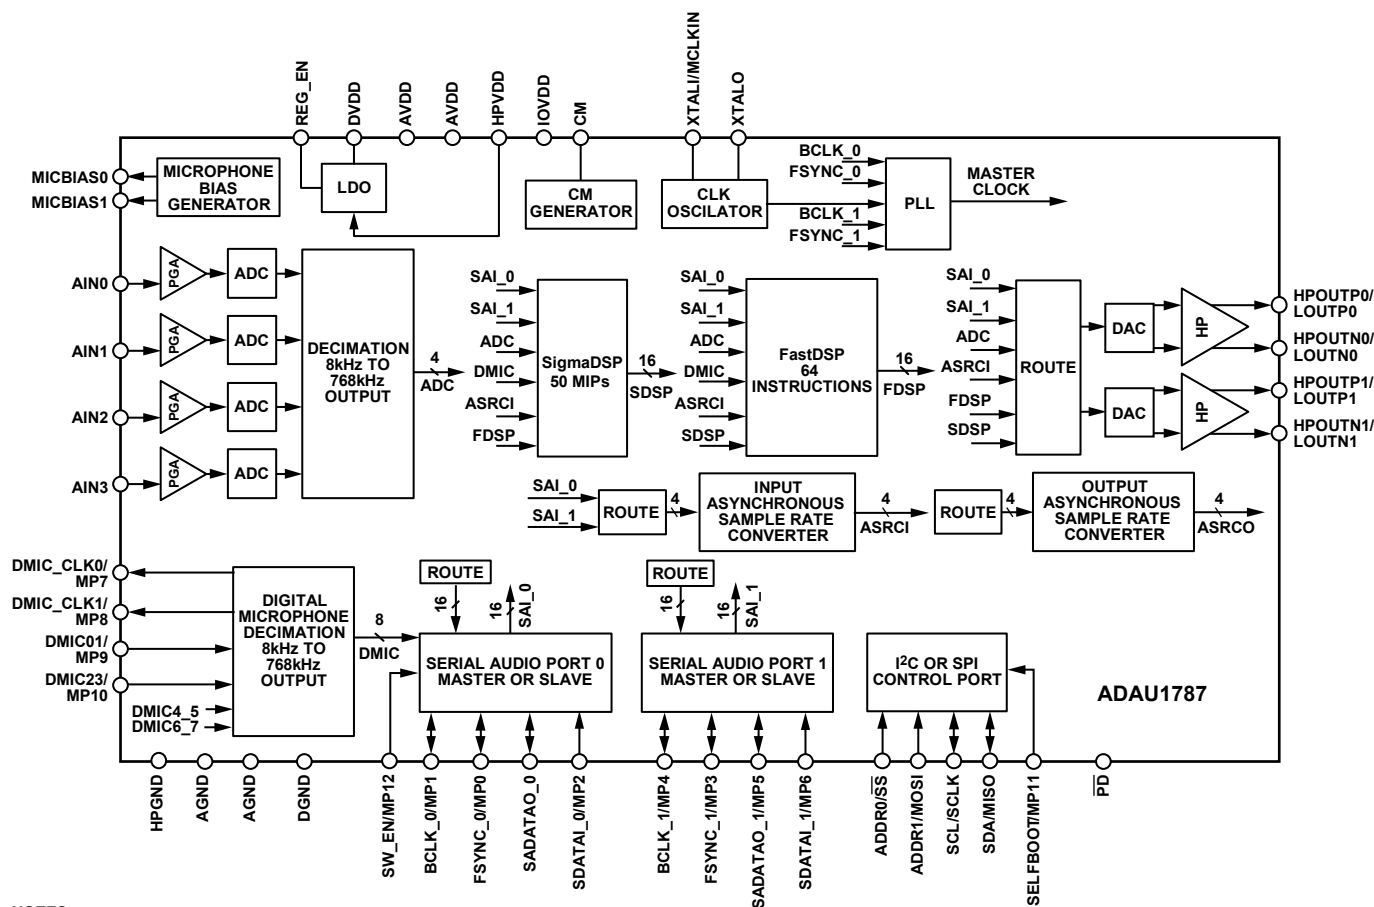 REG_EN
DVDD
AVDD
AVDD
HPVDD
IOVDD
CM
XTALI/MCLKIN
XTALO
MICBIAS0
MICBIAS1
MICROPHONE
BIAS
GENERATOR
LDO
CM
GENERATOR
CLK
OSCILATOR
BCLK_0
FSYNC_0
BCLK_1
FSYNC_1
PLL
MASTER
CLOCK
AIN0
PGA
ADC
AIN1
PGA
ADC
AIN2
PGA
ADC
AIN3
PGA
ADC
DECIMATION
8kHz TO
768kHz
OUTPUT
4
ADC
SAI_0
SAI_1
ADC
DMIC
ASRCI
FDSP
SigmaDSP
50 MIPs
16
SDSP
SAI_0
SAI_1
ADC
DMIC
ASRCI
SDSP
FastDSP
64
INSTRUCTIONS
16
FDSP
SAI_0
SAI_1
ADC
ASRCI
FDSP
SDSP
ROUTE
DAC
HP
DAC
HP
HPOUTP0/
LOUTP0
HPOUTN0/
LOUTN0
HPOUTP1/
LOUTP1
HPOUTN1/
LOUTN1
SAI_0
SAI_1
ROUTE
4
INPUT
ASYNCHRONOUS
SAMPLE RATE
CONVERTER
4
ASRCI
ROUTE
4
OUTPUT
ASYNCHRONOUS
SAMPLE RATE
CONVERTER
4
ASRCO
DMIC_CLK0/
MP7
DMIC_CLK1/
MP8
DMIC01/
MP9
DMIC23/
MP10
DMIC4_5
DMIC6_7
DIGITAL
MICROPHONE
DECIMATION
8kHz TO
768kHz
OUTPUT
8
DMIC
ROUTE
16
16
SAI_0
SERIAL AUDIO PORT 0
MASTER OR SLAVE
ROUTE
16
16
SAI_1
SERIAL AUDIO PORT 1
MASTER OR SLAVE
I2C OR SPI
CONTROL PORT
ADAU1787
HPGND
AGND
AGND
DGND
SW_EN/MP12
BCLK_0/MP1
FSYNC_0/MP0
SADATAO_0
SDATAI_0/MP2
BCLK_1/MP4
FSYNC_1/MP3
SADATAO_1/MP5
SDATAI_1/MP6
ADDR0/SS
ADDR1/MOSI
SCL/SCLK
SDA/MISO
SELFBOOT/MP11
PD